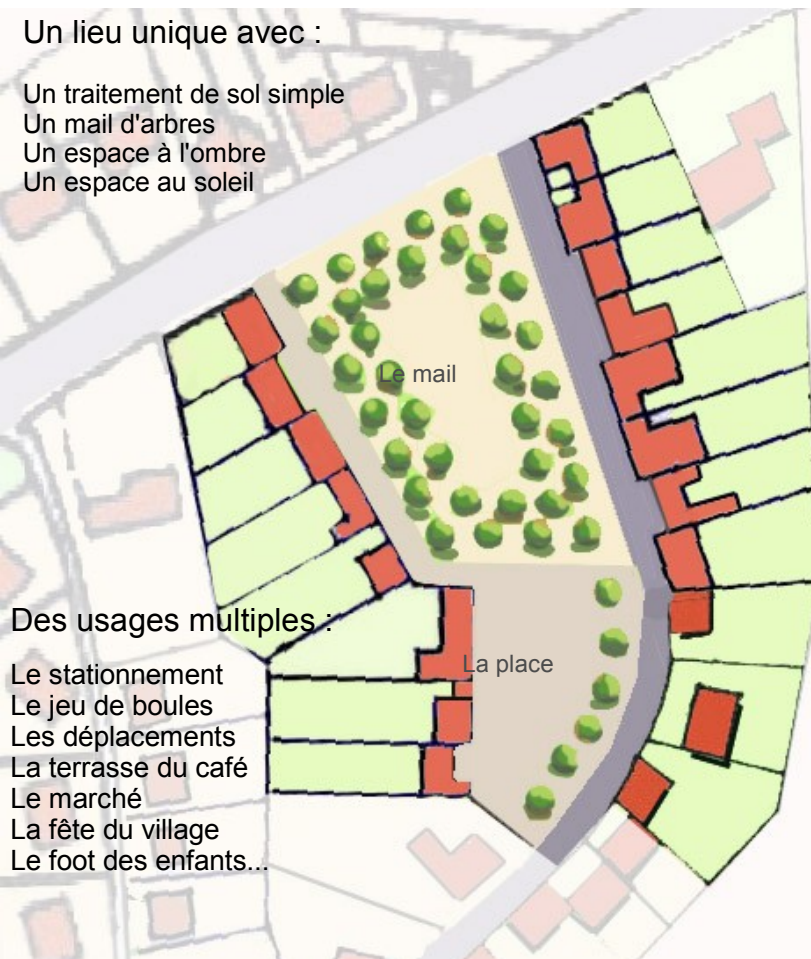 Un lieu unique avec :
Un traitement de sol simple
Un mail d'arbres
Un espace à l'ombre
Un espace au soleil
Le mail
Des usages multiples :
La place
Le stationnement
Le jeu de boules
Les déplacements
La terrasse du café
Le marché
La fête du village
Le foot des enfants...